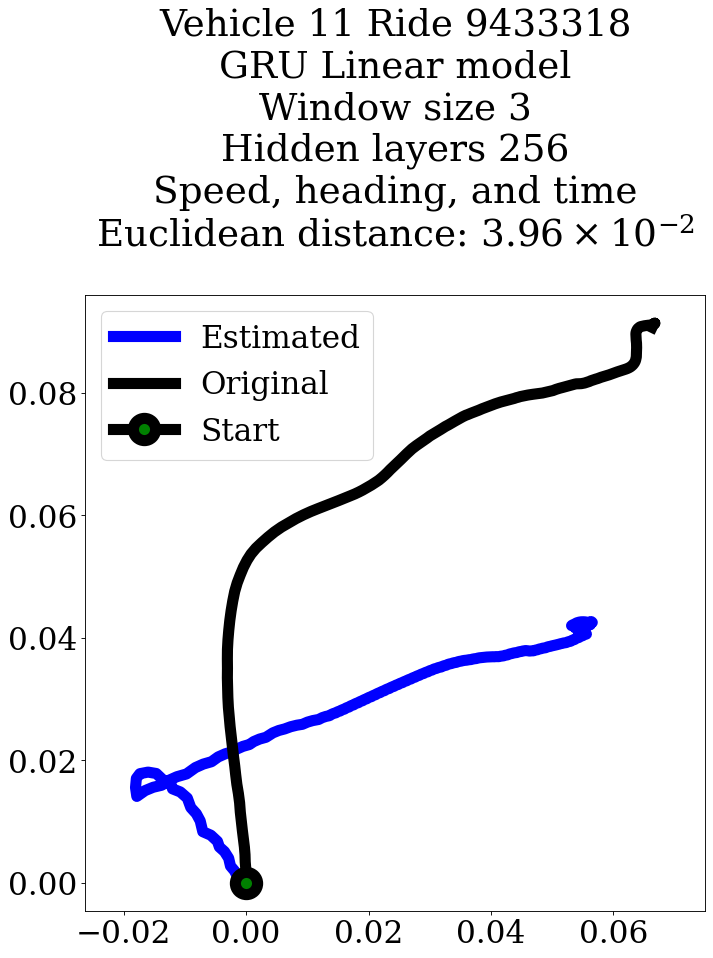 Vehicle 11 Ride 9433318
GRU Linear model
Window size 3
Hidden layers 256
Speed, heading, and time
Euclidean distance: 3.96 × 10⁻²
Estimated
Original
Start
0.08
0.06
0.04
0.02
0.00
−0.02 0.00 0.02 0.04 0.06